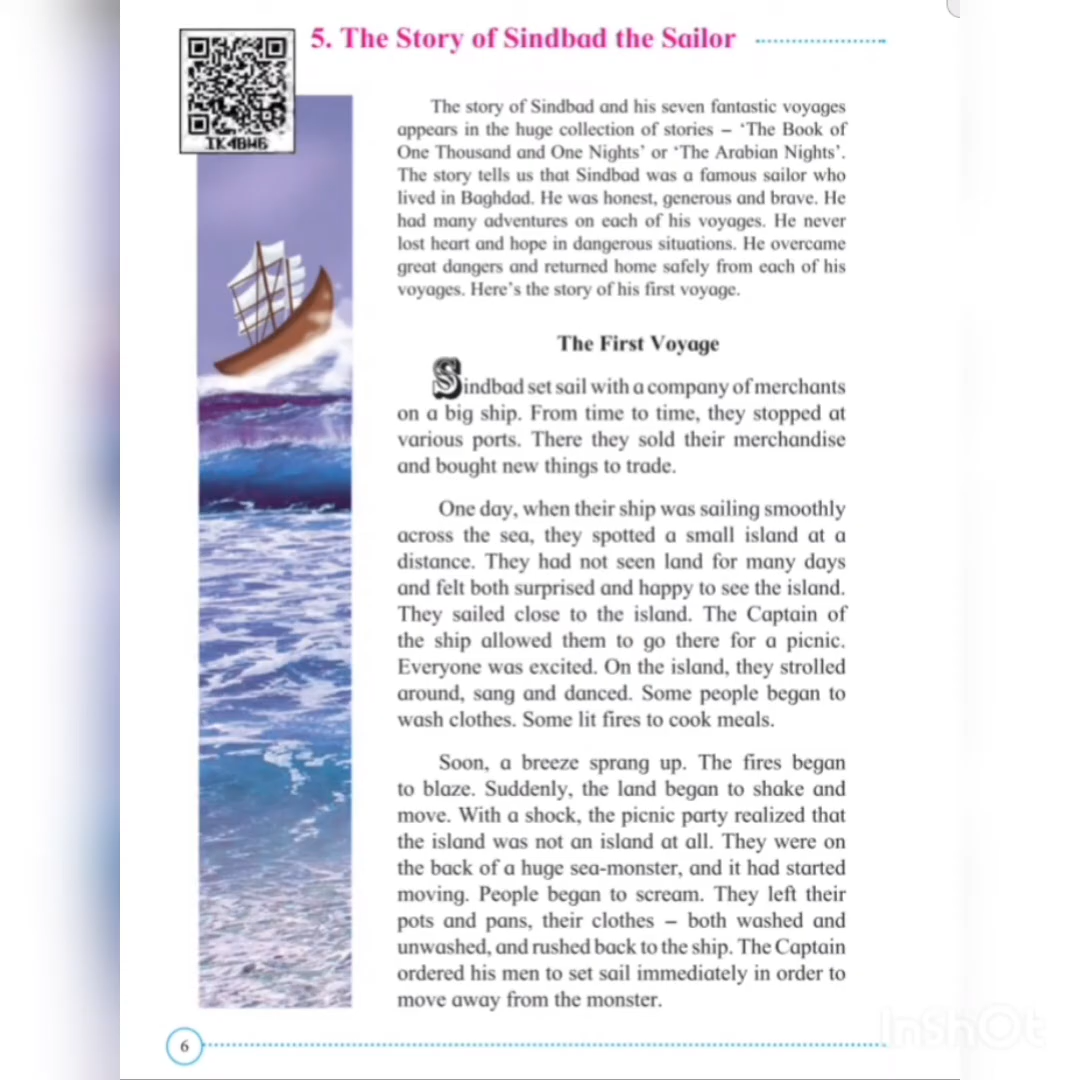 5. The Story of Sindbad the Sailor
IK4BW6
The story of Sindbad and his seven fantastic voyages
appears in the huge collection of stories – ‘The Book of
One Thousand and One Nights’ or ‘The Arabian Nights’.
The story tells us that Sindbad was a famous sailor who
lived in Baghdad. He was honest, generous and brave. He
had many adventures on each of his voyages. He never
lost heart and hope in dangerous situations. He overcame
great dangers and returned home safely from each of his
voyages. Here’s the story of his first voyage.
The First Voyage
Sindbad set sail with a company of merchants
on a big ship. From time to time, they stopped at
various ports. There they sold their merchandise
and bought new things to trade.
One day, when their ship was sailing smoothly
across the sea, they spotted a small island at a
distance. They had not seen land for many days
and felt both surprised and happy to see the island.
They sailed close to the island. The Captain of
the ship allowed them to go there for a picnic.
Everyone was excited. On the island, they strolled
around, sang and danced. Some people began to
wash clothes. Some lit fires to cook meals.
Soon, a breeze sprang up. The fires began
to blaze. Suddenly, the land began to shake and
move. With a shock, the picnic party realized that
the island was not an island at all. They were on
the back of a huge sea-monster, and it had started
moving. People began to scream. They left their
pots and pans, their clothes – both washed and
unwashed, and rushed back to the ship. The Captain
ordered his men to set sail immediately in order to
move away from the monster.
6
InShOt